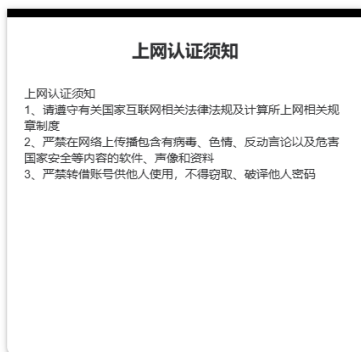 上网认证须知
上网认证须知
1、请遵守有关国家互联网相关法律法规及计算所上网相关规
章制度
2、严禁在网络上传播包含有病毒、色情、反动言论以及危害
国家安全等内容的软件、声像和资料
3、严禁转借账号供他人使用，不得窃取、破译他人密码